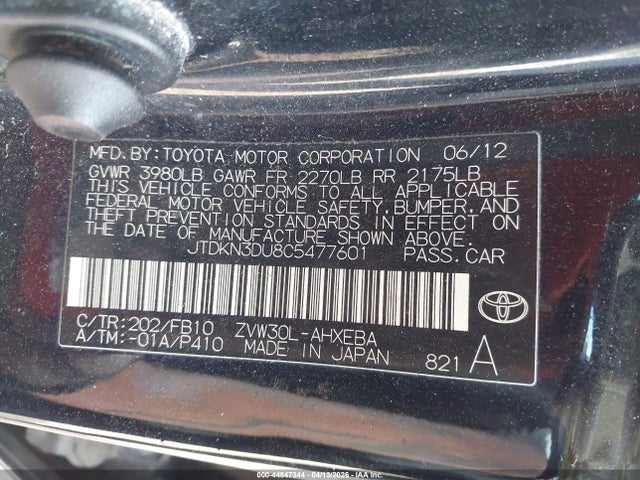 MFD. BY: TOYOTA MOTOR CORPORATION 06/12
GVWR 3980LB GAWR FR 2270LB RR 2175LB
THIS VEHICLE CONFORMS TO ALL APPLICABLE
FEDERAL MOTOR VEHICLE SAFETY, BUMPER, AND
THEFT PREVENTION STANDARDS IN EFFECT ON
THE DATE OF MANUFACTURE SHOWN ABOVE.
JTDKN3DU8C5477601 PASS. CAR
C/TR: 202/FB10 ZVW30L-AHXEBA
A/TM: -01A/P410 MADE IN JAPAN 821 A
000-44847344 - 04/13/2026 - IAAI.COM